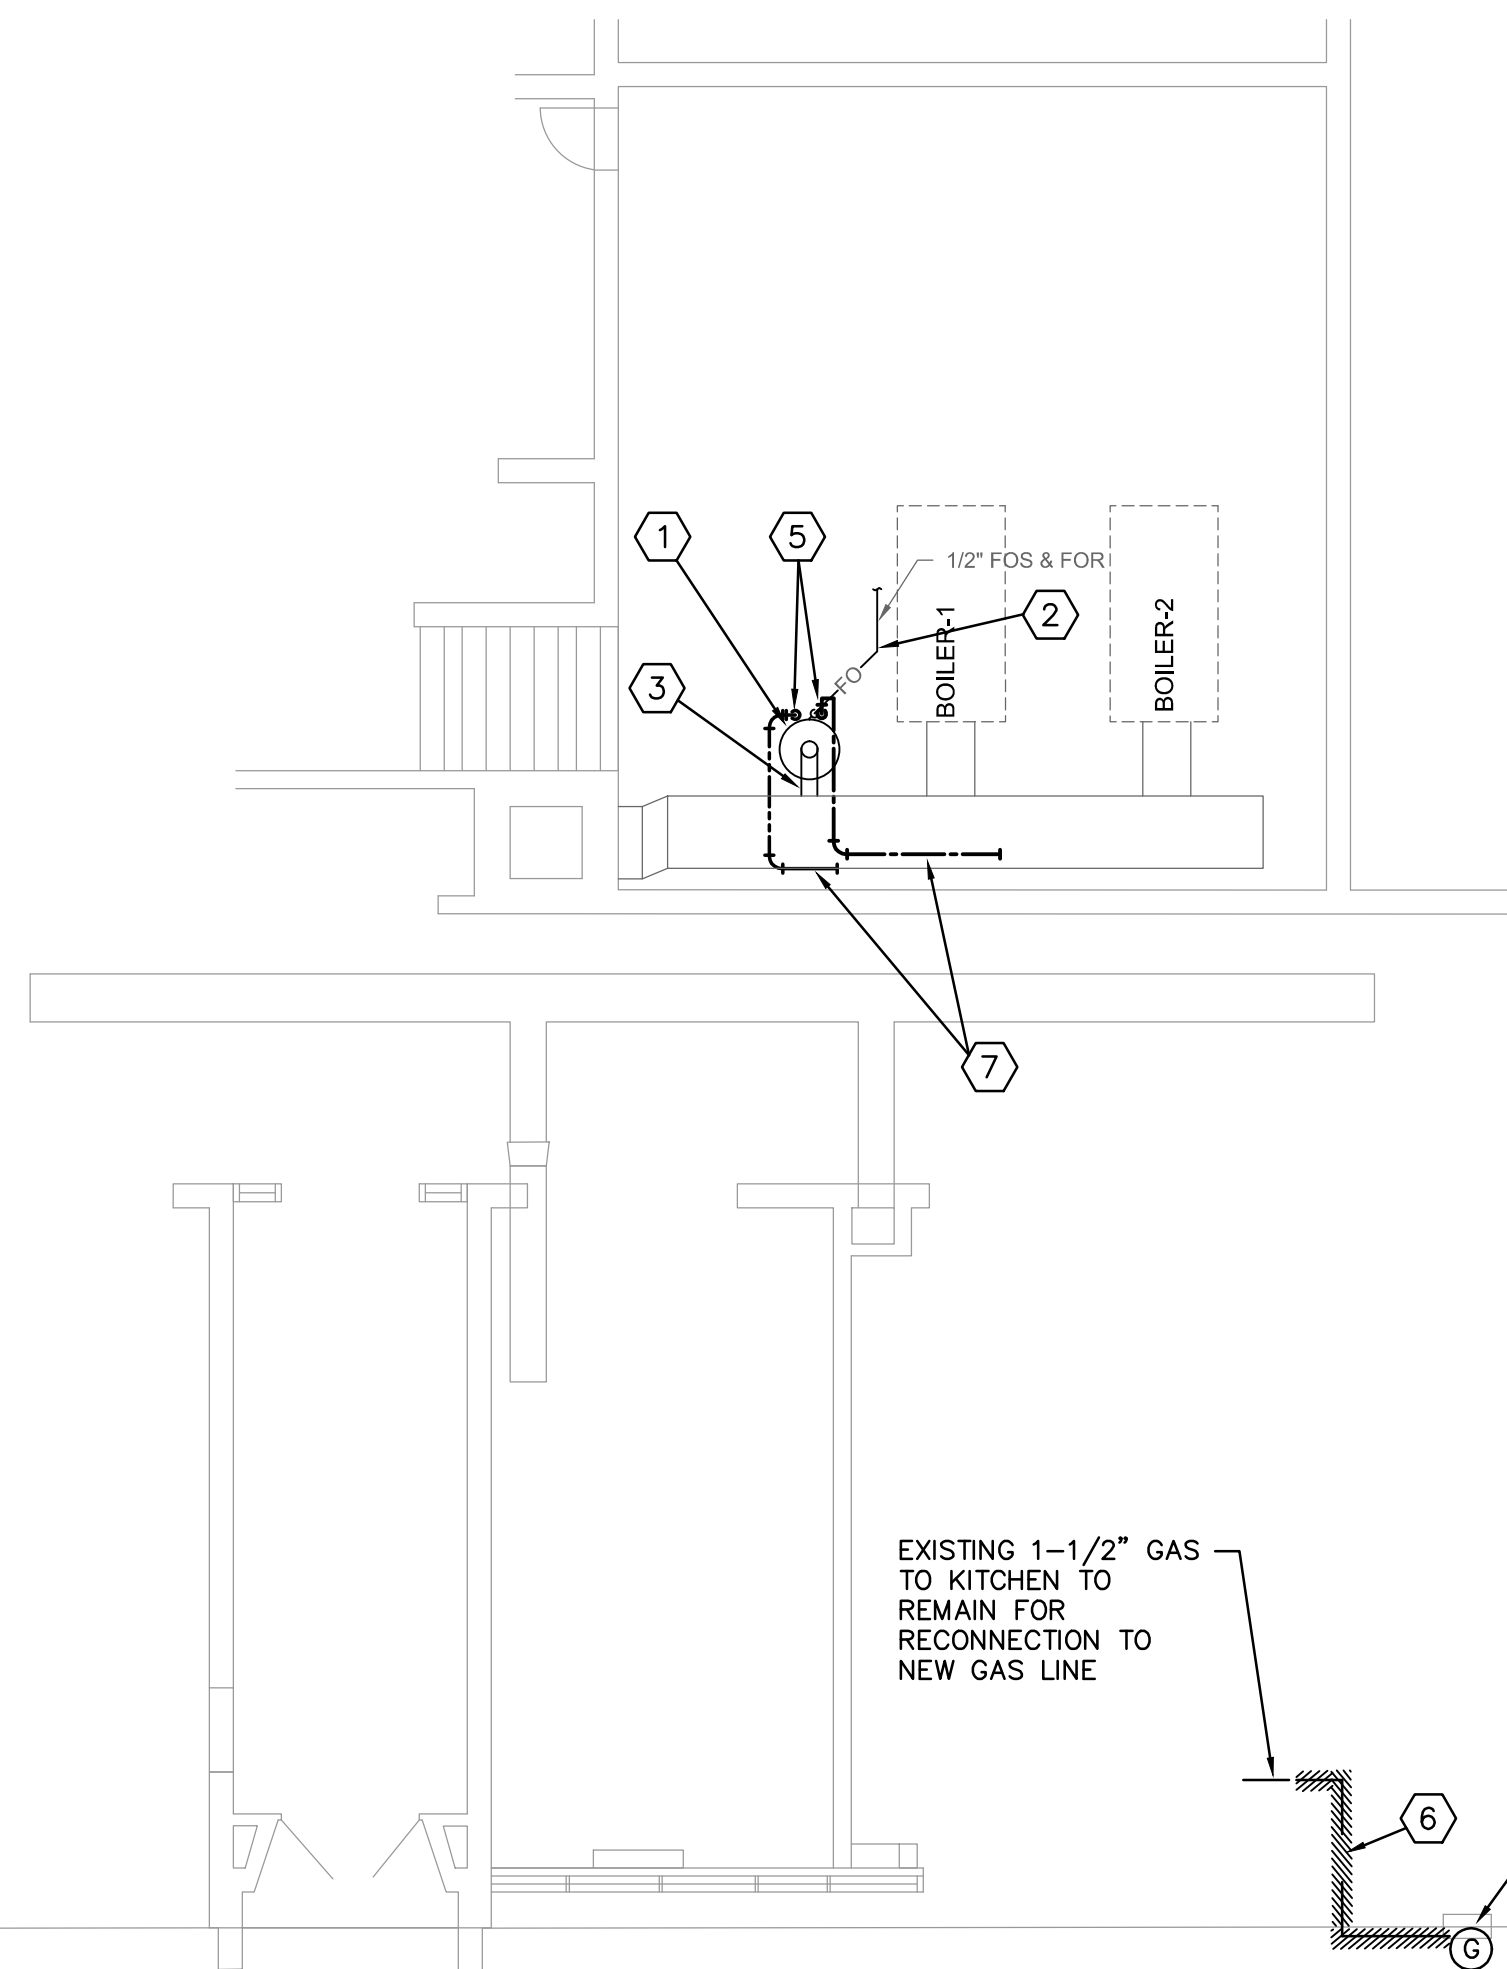 1
5
1/2" FOS & FOR
2
BOILER-1
BOILER-2
3
FO
7
EXISTING 1-1/2" GAS
TO KITCHEN TO
REMAIN FOR
RECONNECTION TO
NEW GAS LINE
6
G